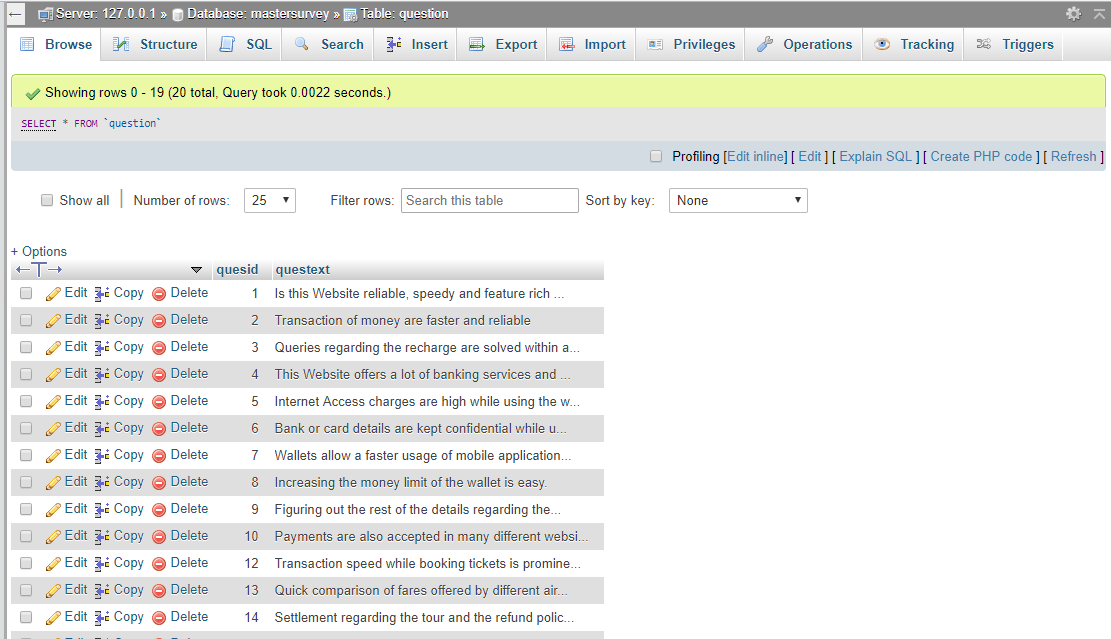 Server: 127.0.0.1 » Database: mastersurvey » Table: question
Browse Structure SQL Search Insert Export Import Privileges Operations Tracking Triggers
Showing rows 0 - 19 (20 total, Query took 0.0022 seconds.)
SELECT * FROM `question`
Profiling [Edit inline] [ Edit ] [ Explain SQL ] [ Create PHP code ] [ Refresh ]
Show all | Number of rows: 25 Filter rows: Search this table Sort by key: None
+ Options
←T→ quesid questext
Edit Copy Delete 1 Is this Website reliable, speedy and feature rich ...
Edit Copy Delete 2 Transaction of money are faster and reliable
Edit Copy Delete 3 Queries regarding the recharge are solved within a...
Edit Copy Delete 4 This Website offers a lot of banking services and ...
Edit Copy Delete 5 Internet Access charges are high while using the w...
Edit Copy Delete 6 Bank or card details are kept confidential while u...
Edit Copy Delete 7 Wallets allow a faster usage of mobile application...
Edit Copy Delete 8 Increasing the money limit of the wallet is easy.
Edit Copy Delete 9 Figuring out the rest of the details regarding the...
Edit Copy Delete 10 Payments are also accepted in many different websi...
Edit Copy Delete 12 Transaction speed while booking tickets is promine...
Edit Copy Delete 13 Quick comparison of fares offered by different air...
Edit Copy Delete 14 Settlement regarding the tour and the refund polic...